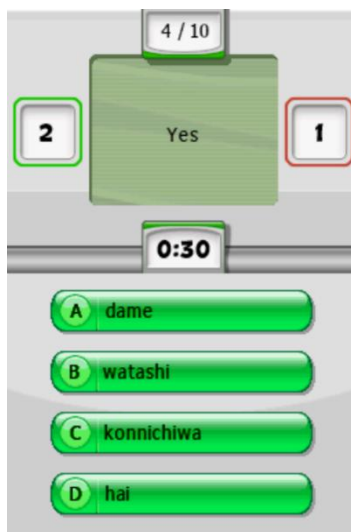 4 / 10
2
Yes
1
0:30
A dame
B watashi
C konnichiwa
D hai